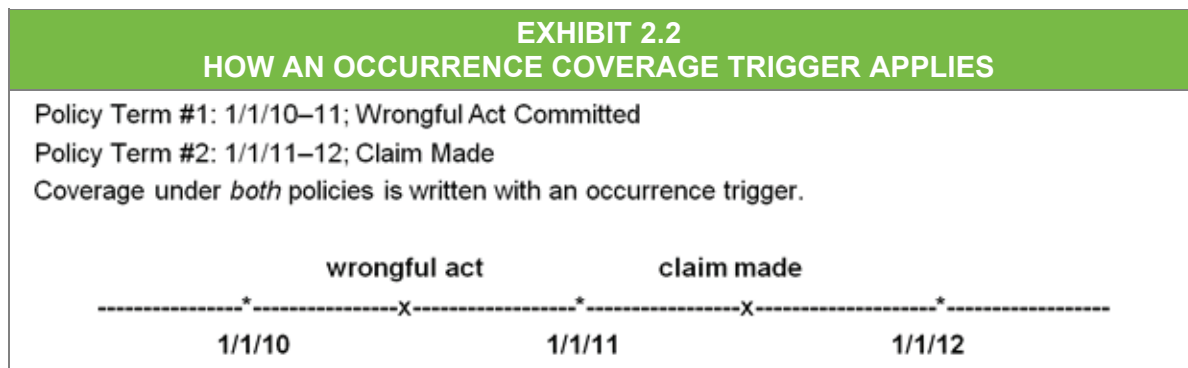 EXHIBIT 2.2
HOW AN OCCURRENCE COVERAGE TRIGGER APPLIES
Policy Term #1: 1/1/10–11; Wrongful Act Committed
Policy Term #2: 1/1/11–12; Claim Made
Coverage under both policies is written with an occurrence trigger.
wrongful act claim made
----------------*----------------x------------------*-----------------x--------------------*------------------
1/1/10 1/1/11 1/1/12